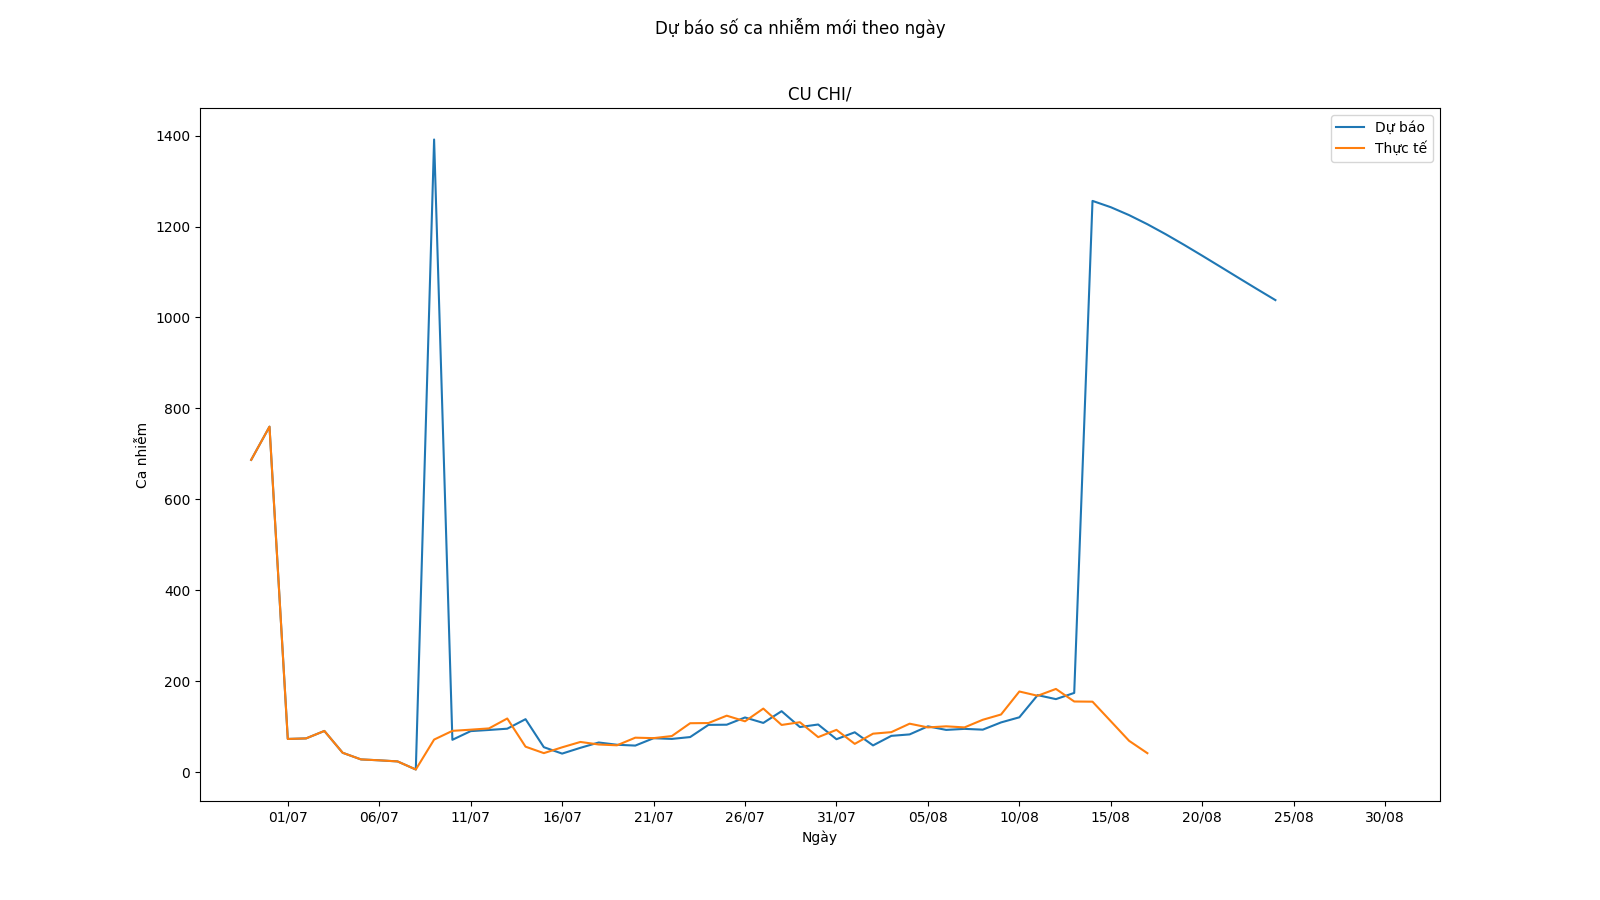 Dự báo số ca nhiễm mới theo ngày
CU CHI/
Dự báo
Thực tế
1400
1200
1000
800
600
400
200
0
Ca nhiễm
01/07 06/07 11/07 16/07 21/07 26/07 31/07 05/08 10/08 15/08 20/08 25/08 30/08
Ngày